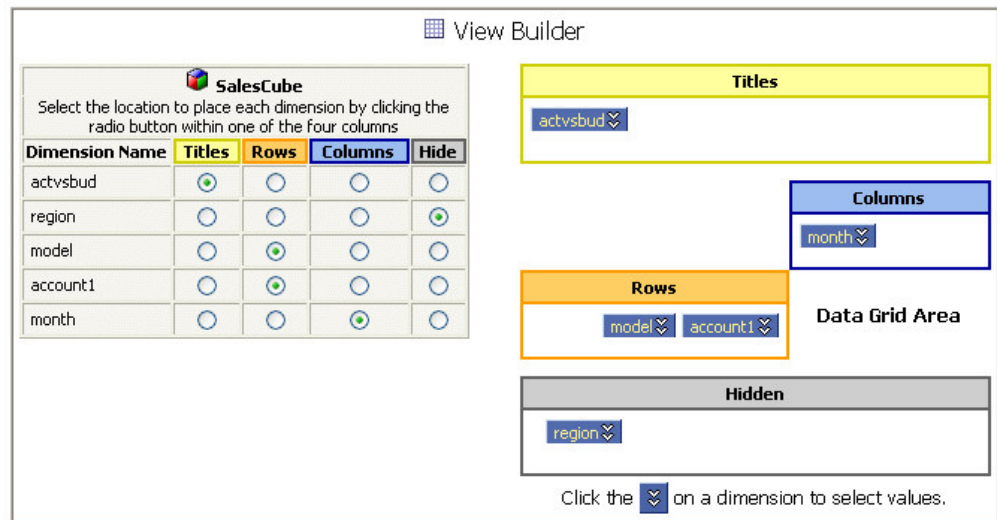 View Builder
SalesCube
Select the location to place each dimension by clicking the
radio button within one of the four columns
Dimension Name Titles Rows Columns Hide
actvsbud
region
model
account1
month
Titles
actvsbud
Columns
month
Rows
model account1
Data Grid Area
Hidden
region
Click the on a dimension to select values.